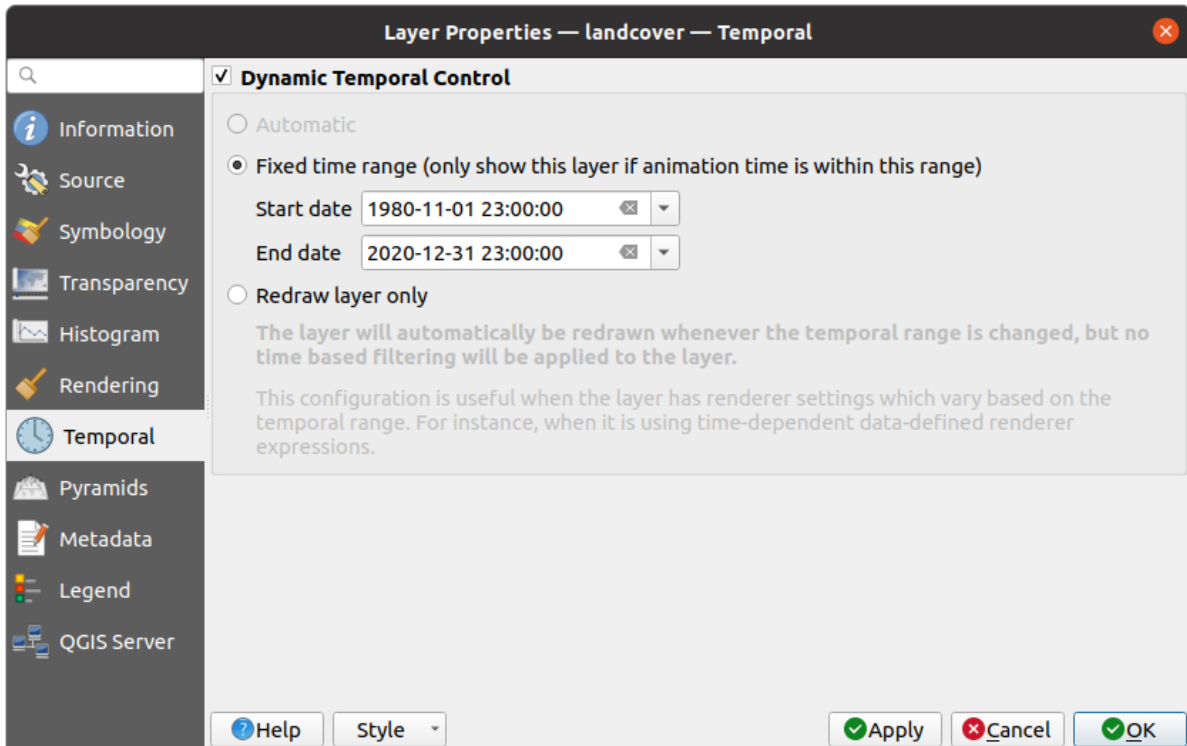 Layer Properties — landcover — Temporal
Information
Source
Symbology
Transparency
Histogram
Rendering
Temporal
Pyramids
Metadata
Legend
QGIS Server
Dynamic Temporal Control
Automatic
Fixed time range (only show this layer if animation time is within this range)
Start date 1980-11-01 23:00:00
End date 2020-12-31 23:00:00
Redraw layer only
The layer will automatically be redrawn whenever the temporal range is changed, but no
time based filtering will be applied to the layer.
This configuration is useful when the layer has renderer settings which vary based on the
temporal range. For instance, when it is using time-dependent data-defined renderer
expressions.
Help Style Apply Cancel OK